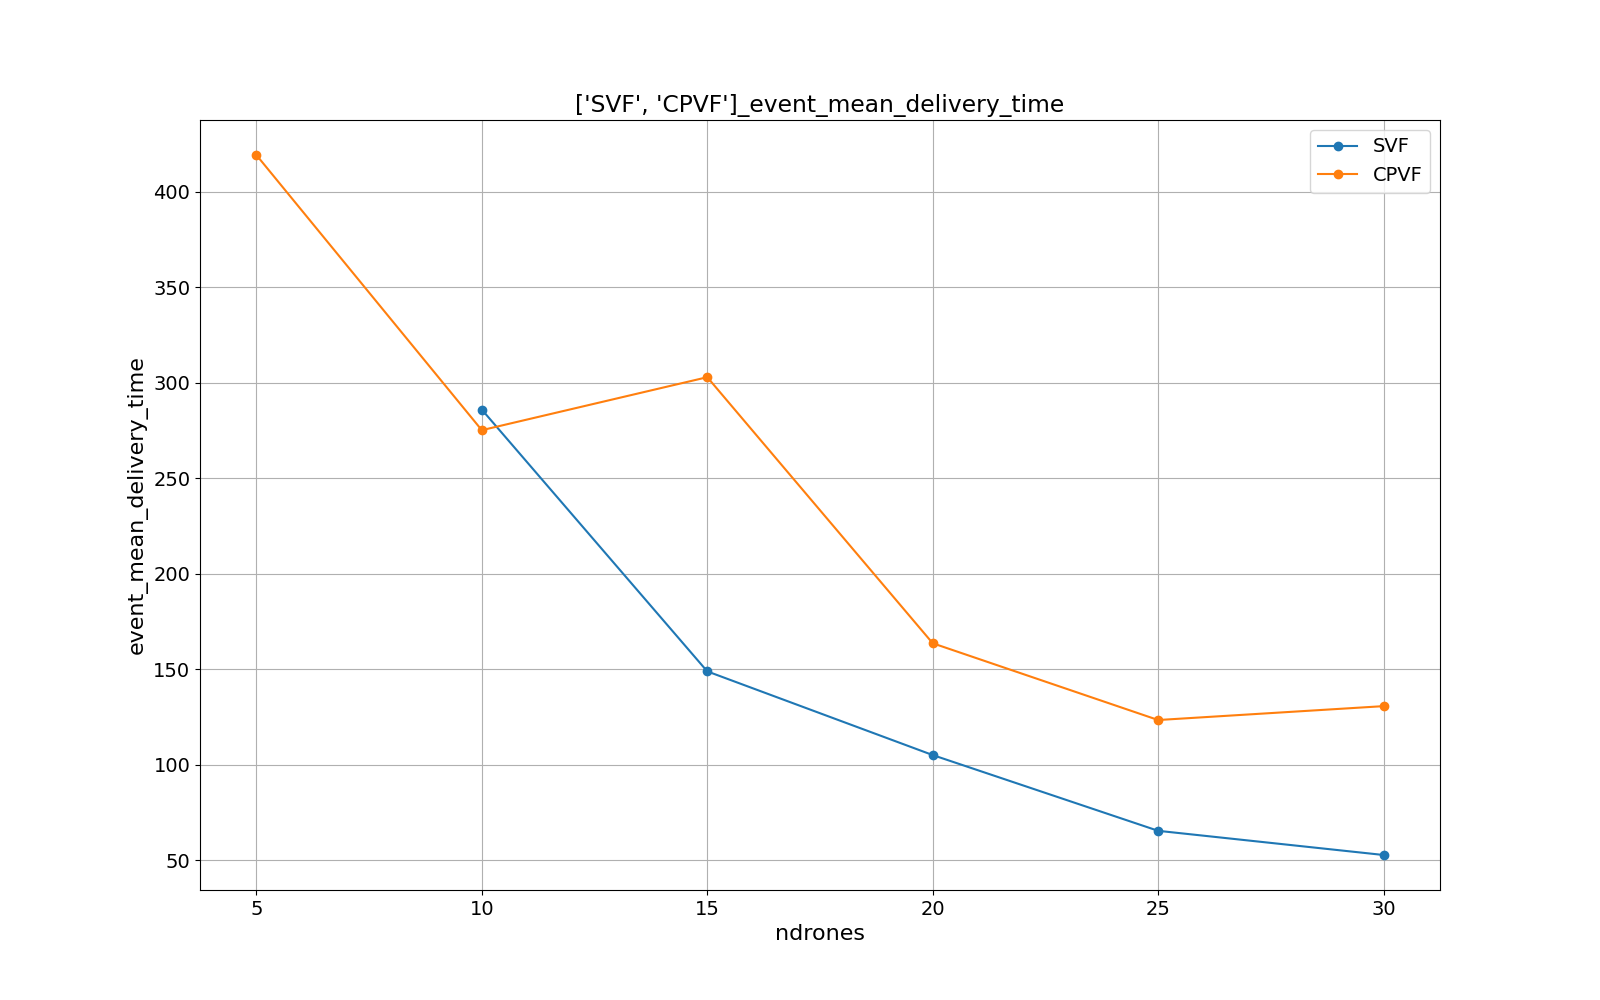 ['SVF', 'CPVF']_event_mean_delivery_time
SVF
CPVF
event_mean_delivery_time
400
350
300
250
200
150
100
50
5 10 15 20 25 30
ndrones